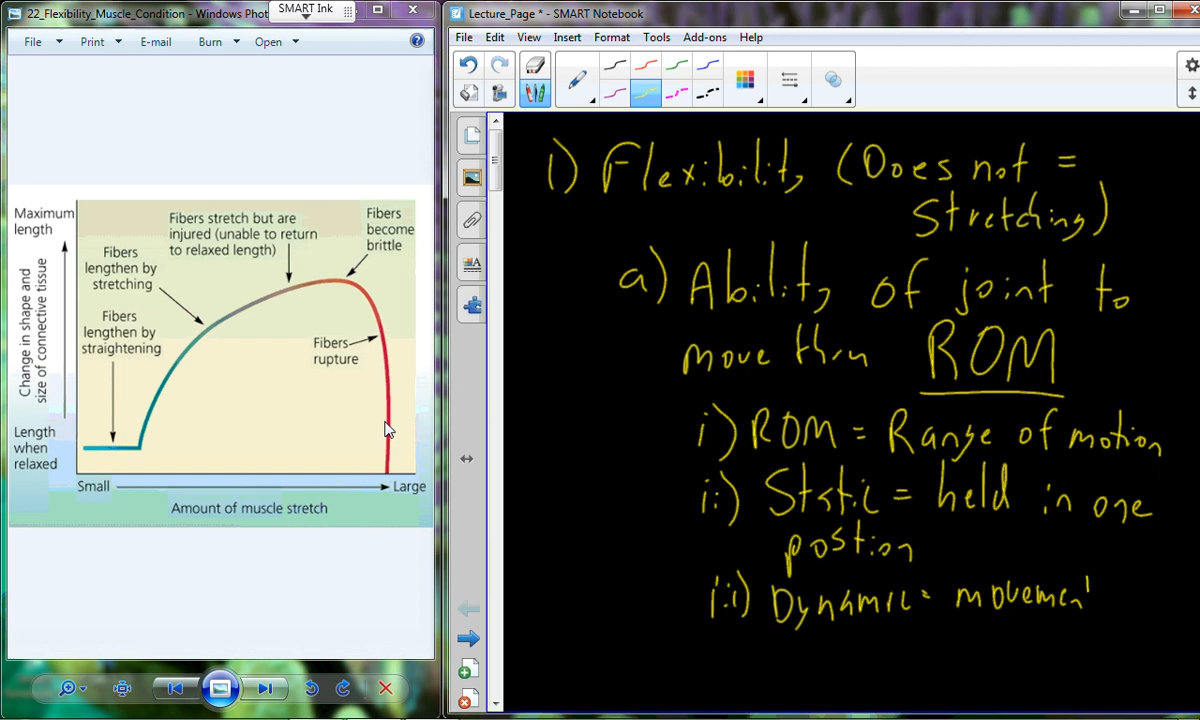 22_Flexibility_Muscle_Condition - Windows Phot
SMART Ink
File Print E-mail Burn Open
Maximum
length
Change in shape and
size of connective tissue
Length
when
relaxed
Fibers
lengthen by
straightening
Fibers
lengthen by
stretching
Fibers stretch but are
injured (unable to return
to relaxed length)
Fibers
become
brittle
Fibers
rupture
Small Large
Amount of muscle stretch
Lecture_Page * - SMART Notebook
File Edit View Insert Format Tools Add-ons Help
1) Flexibility (Does not =
Stretching)
a) Ability of joint to
move thru ROM
i) ROM = Range of motion
ii) Static = held in one
postion
iii) Dynamic = movemen